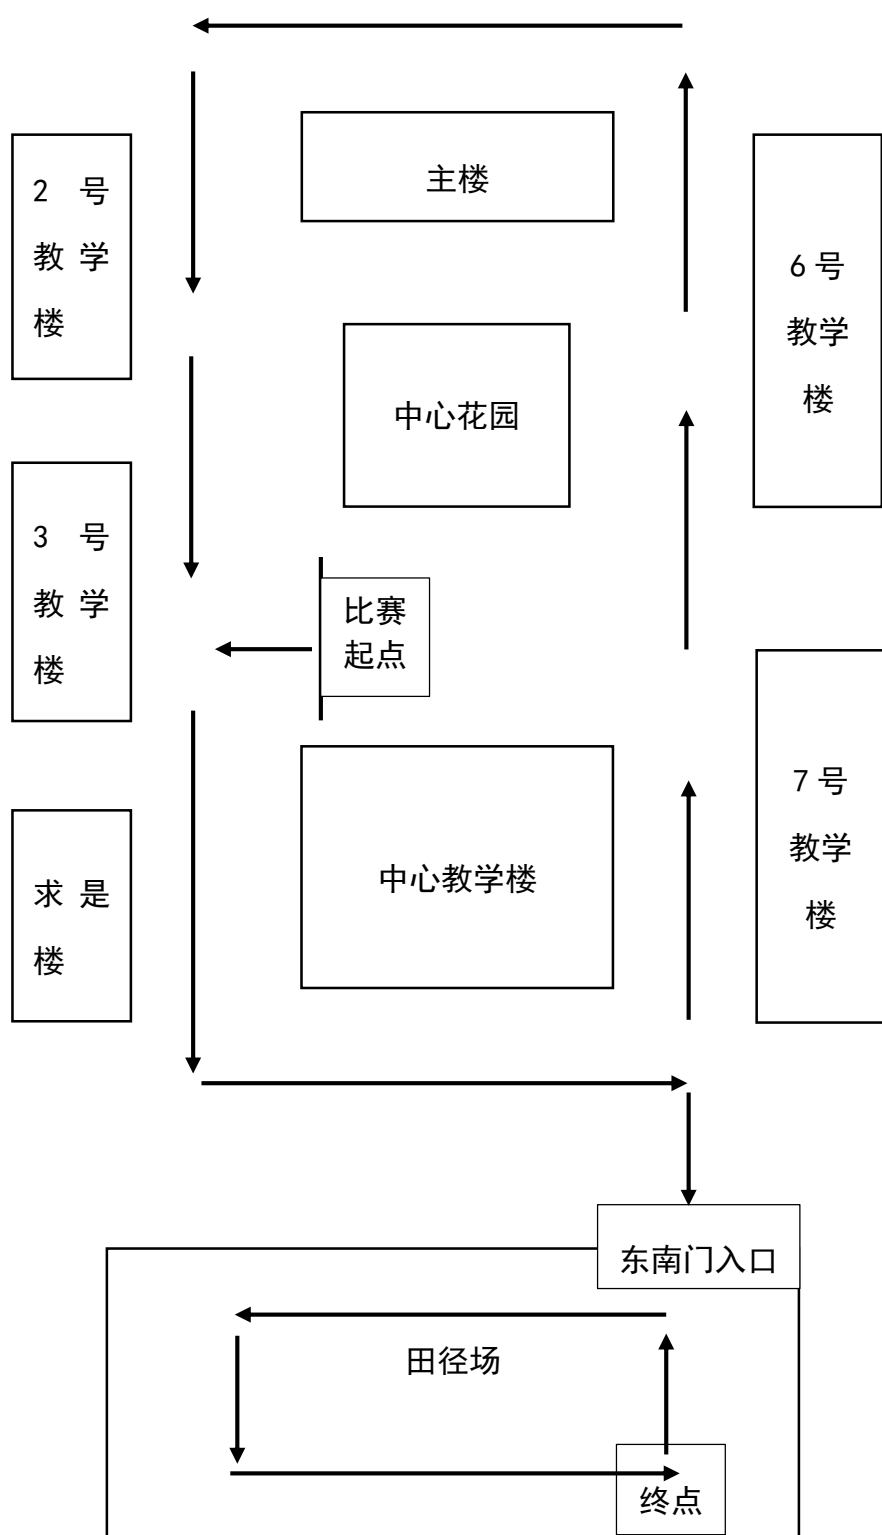 主楼
2 号
教 学
楼
6号
教学
楼
中心花园
3 号
教 学
楼
比赛
起点
7号
教学
楼
中心教学楼
求 是
楼
东南门入口
田径场
终点